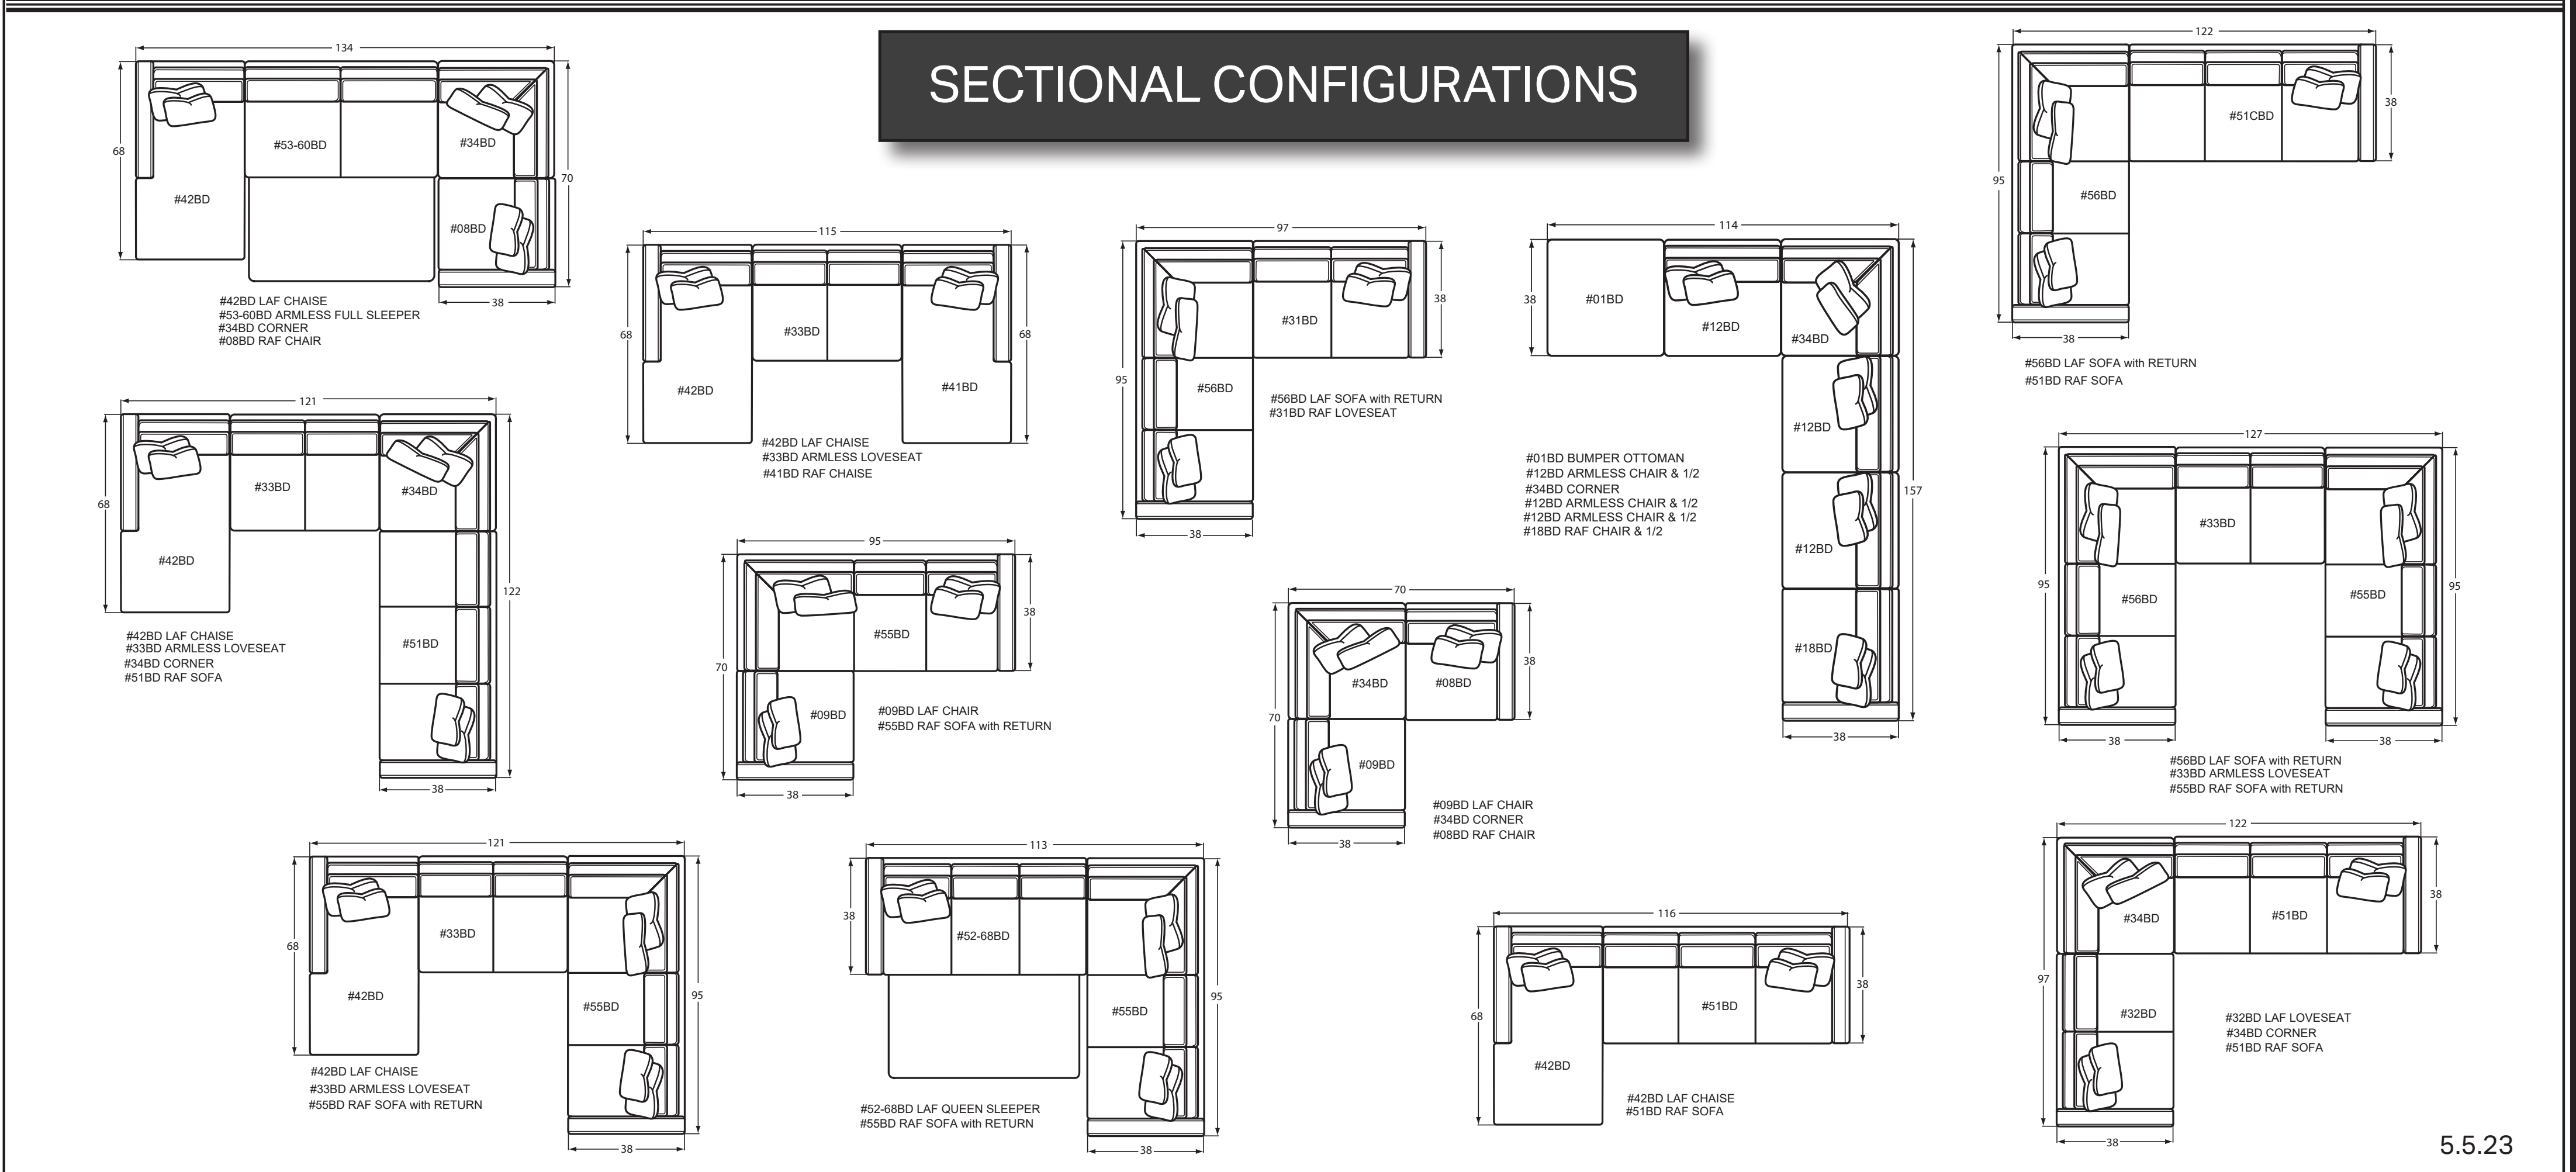 SECTIONAL CONFIGURATIONS
134
68
#53-60BD
#34BD
#42BD
#08BD
70
38
#42BD LAF CHAISE
#53-60BD ARMLESS FULL SLEEPER
#34BD CORNER
#08BD RAF CHAIR
115
68
#33BD
68
#42BD
#41BD
#42BD LAF CHAISE
#33BD ARMLESS LOVESEAT
#41BD RAF CHAISE
97
38
#31BD
95
#56BD
38
#56BD LAF SOFA with RETURN
#31BD RAF LOVESEAT
114
38
#01BD
#12BD
#34BD
#12BD
157
#12BD
#18BD
38
#01BD BUMPER OTTOMAN
#12BD ARMLESS CHAIR & 1/2
#34BD CORNER
#12BD ARMLESS CHAIR & 1/2
#12BD ARMLESS CHAIR & 1/2
#18BD RAF CHAIR & 1/2
122
38
#51CBD
95
#56BD
38
#56BD LAF SOFA with RETURN
#51BD RAF SOFA
121
68
#33BD
#34BD
#42BD
122
#51BD
38
#42BD LAF CHAISE
#33BD ARMLESS LOVESEAT
#34BD CORNER
#51BD RAF SOFA
95
38
#55BD
70
#09BD
38
#09BD LAF CHAIR
#55BD RAF SOFA with RETURN
70
38
#34BD
#08BD
70
#09BD
38
#09BD LAF CHAIR
#34BD CORNER
#08BD RAF CHAIR
127
#33BD
95
#56BD
#55BD
95
38
38
#56BD LAF SOFA with RETURN
#33BD ARMLESS LOVESEAT
#55BD RAF SOFA with RETURN
121
68
#33BD
#42BD
#55BD
95
38
#42BD LAF CHAISE
#33BD ARMLESS LOVESEAT
#55BD RAF SOFA with RETURN
113
38
#52-68BD
#55BD
95
38
#52-68BD LAF QUEEN SLEEPER
#55BD RAF SOFA with RETURN
116
68
#51BD
38
#42BD
#42BD LAF CHAISE
#51BD RAF SOFA
122
38
#34BD
#51BD
97
#32BD
38
#32BD LAF LOVESEAT
#34BD CORNER
#51BD RAF SOFA
5.5.23